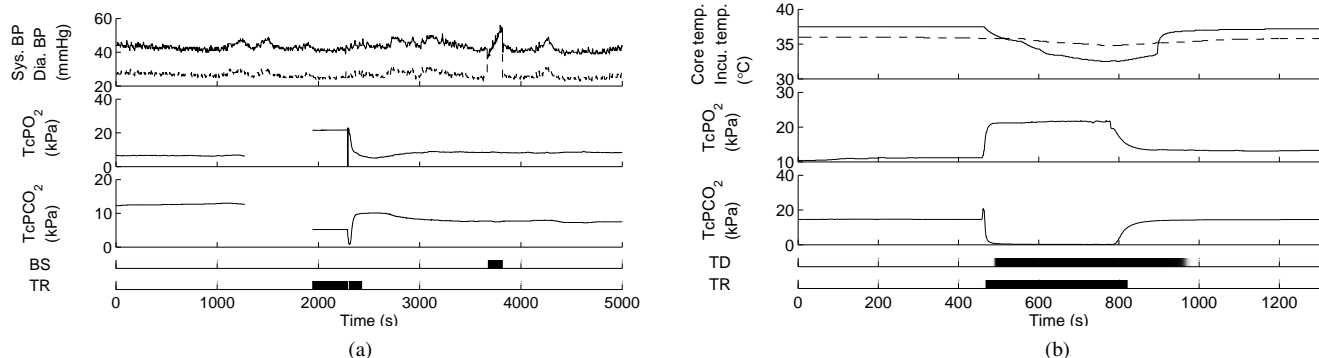 Sys. BP
Dia. BP
(mmHg)
60
40
20
TcPO2
(kPa)
40
20
0
TcPCO2
(kPa)
20
10
0
BS
TR
0 1000 2000 3000 4000 5000
Time (s)
(a)
Core temp.
Incu. temp.
(°C)
40
35
30
TcPO2
(kPa)
30
20
10
TcPCO2
(kPa)
40
20
0
TD
TR
0 200 400 600 800 1000 1200
Time (s)
(b)